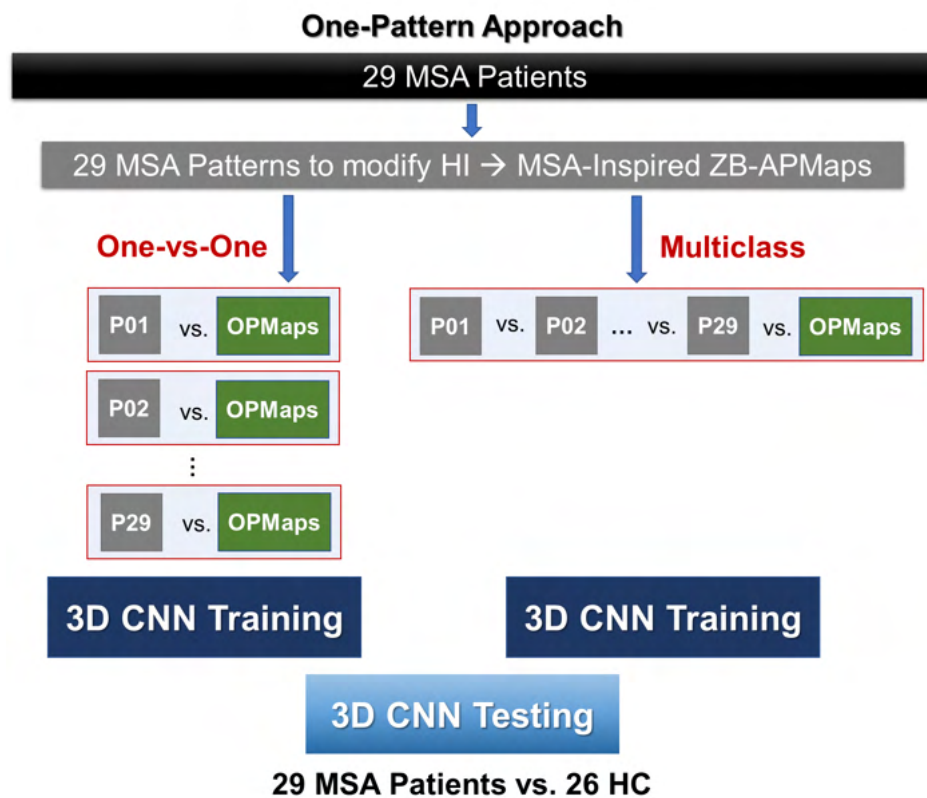 One-Pattern Approach
29 MSA Patients
29 MSA Patterns to modify HI → MSA-Inspired ZB-APMaps
One-vs-One
Multiclass
P01 vs. OPMaps
P01 vs. P02 ... vs. P29 vs. OPMaps
P02 vs. OPMaps
...
P29 vs. OPMaps
3D CNN Training
3D CNN Training
3D CNN Testing
29 MSA Patients vs. 26 HC